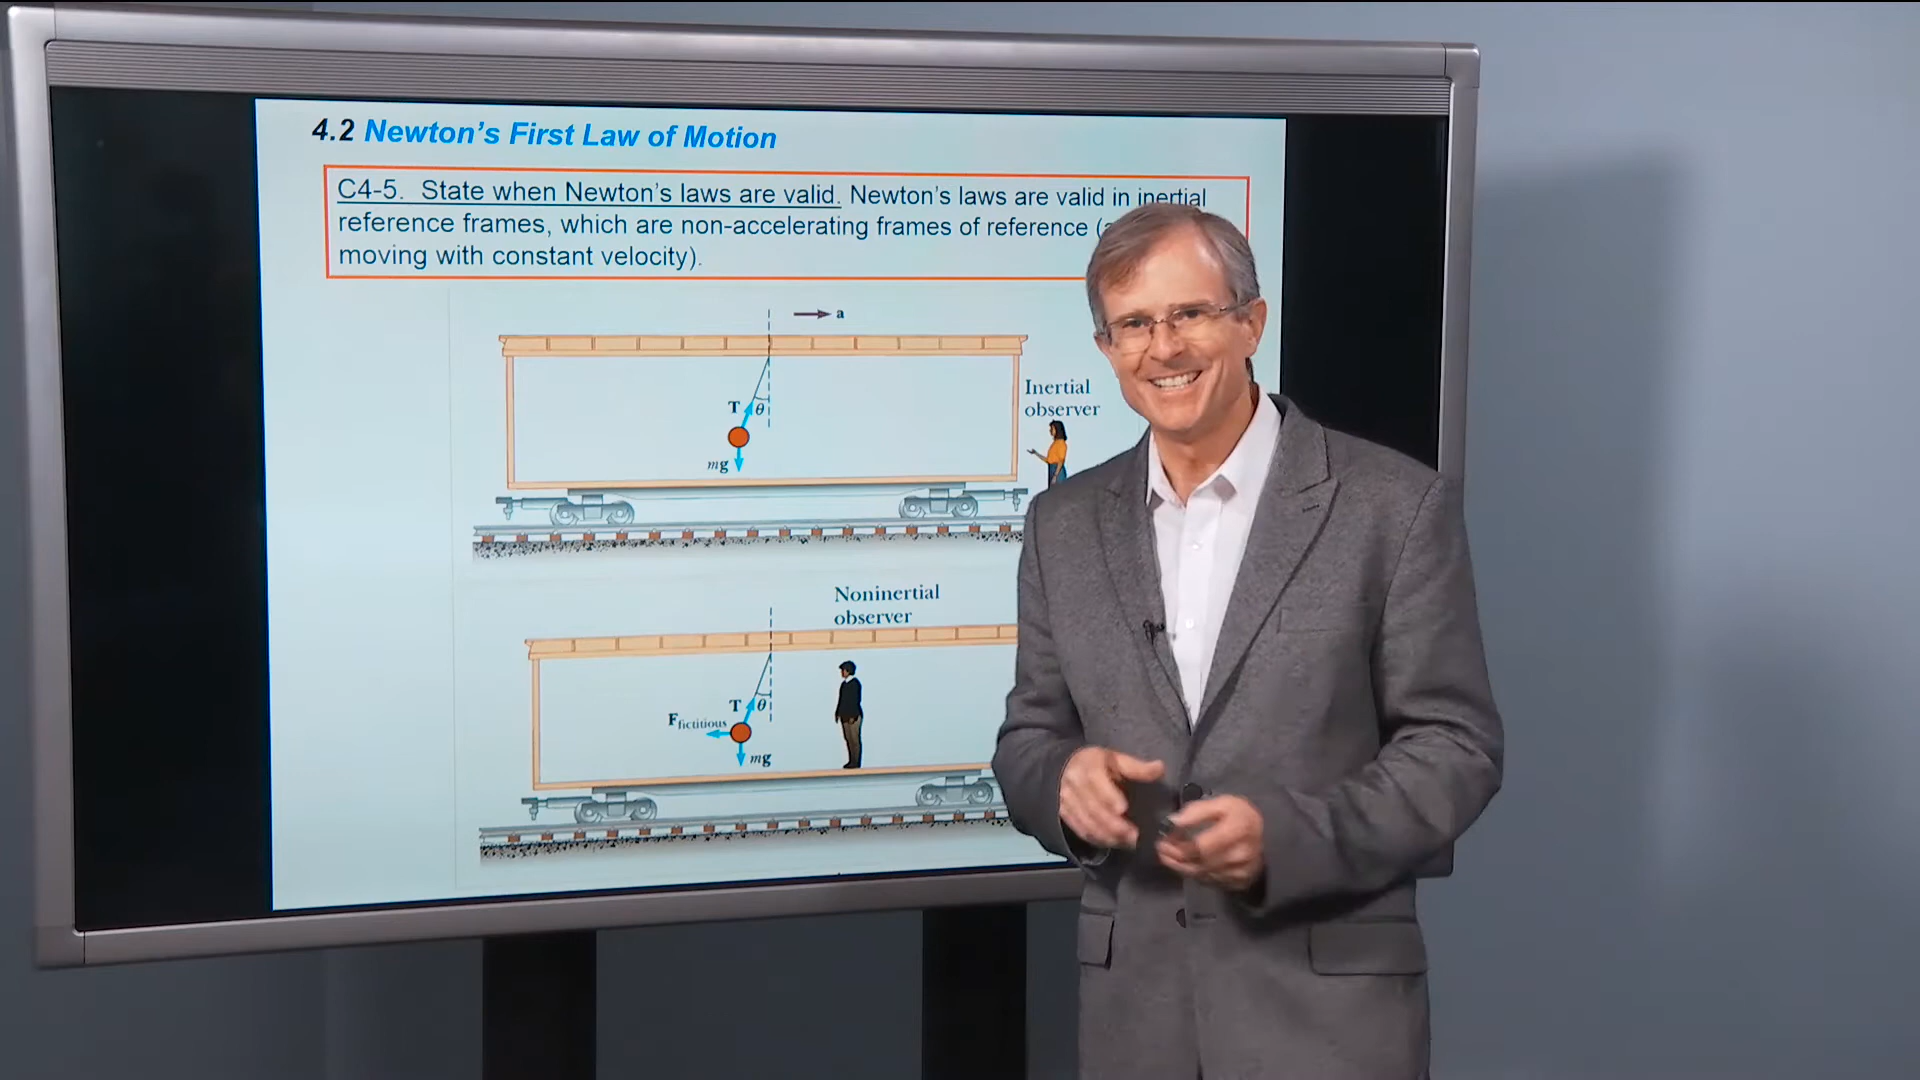 4.2 Newton's First Law of Motion
C4-5. State when Newton's laws are valid. Newton's laws are valid in inertial
reference frames, which are non-accelerating frames of reference (
moving with constant velocity).
a
Inertial
observer
T
θ
mg
Noninertial
observer
T
θ
Ffictitious
mg